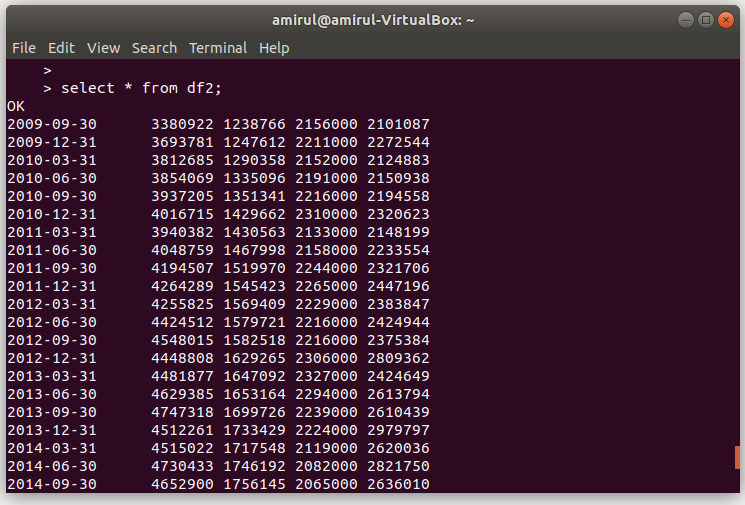 amirul@amirul-VirtualBox: ~
File Edit View Search Terminal Help
>
> select * from df2;
OK
2009-09-30 3380922 1238766 2156000 2101087
2009-12-31 3693781 1247612 2211000 2272544
2010-03-31 3812685 1290358 2152000 2124883
2010-06-30 3854069 1335096 2191000 2150938
2010-09-30 3937205 1351341 2216000 2194558
2010-12-31 4016715 1429662 2310000 2320623
2011-03-31 3940382 1430563 2133000 2148199
2011-06-30 4048759 1467998 2158000 2233554
2011-09-30 4194507 1519970 2244000 2321706
2011-12-31 4264289 1545423 2265000 2447196
2012-03-31 4255825 1569409 2229000 2383847
2012-06-30 4424512 1579721 2216000 2424944
2012-09-30 4548015 1582518 2216000 2375384
2012-12-31 4448808 1629265 2306000 2809362
2013-03-31 4481877 1647092 2327000 2424649
2013-06-30 4629385 1653164 2294000 2613794
2013-09-30 4747318 1699726 2239000 2610439
2013-12-31 4512261 1733429 2224000 2979797
2014-03-31 4515022 1717548 2119000 2620036
2014-06-30 4730433 1746192 2082000 2821750
2014-09-30 4652900 1756145 2065000 2636010